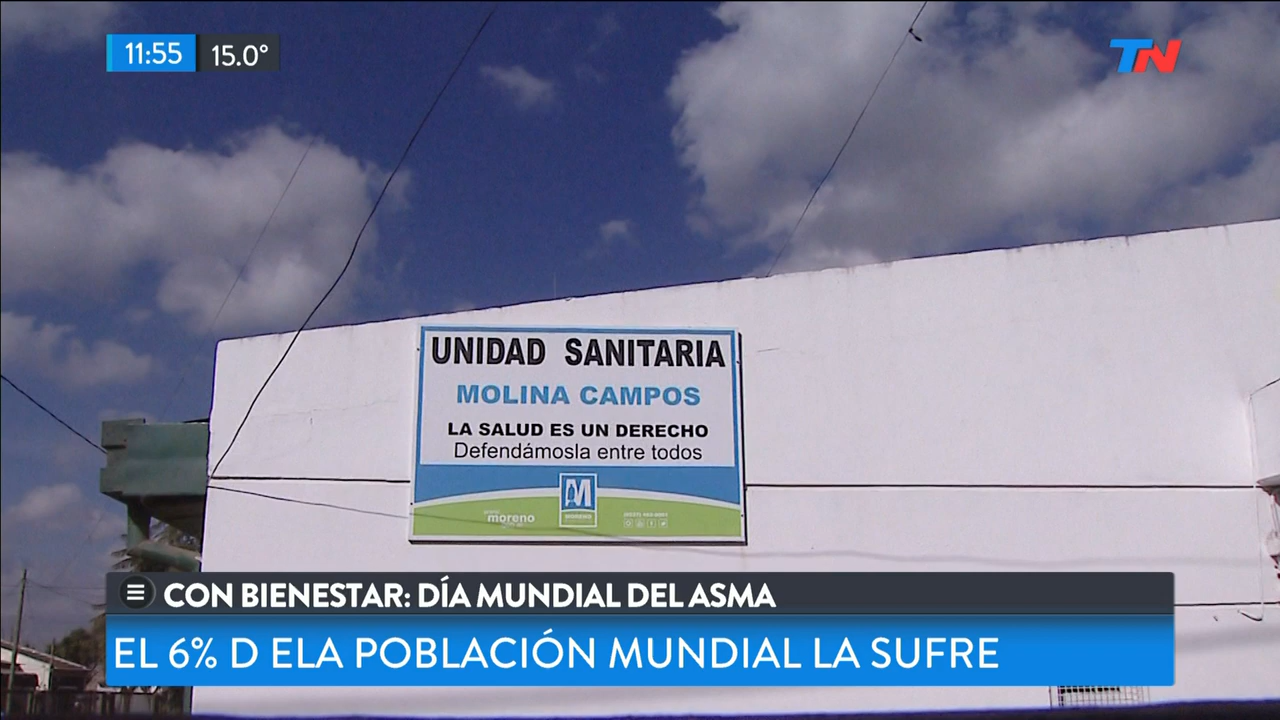 11:55 15.0°
TN
UNIDAD SANITARIA
MOLINA CAMPOS
LA SALUD ES UN DERECHO
Defendámosla entre todos
M
moreno
CON BIENESTAR: DÍA MUNDIAL DEL ASMA
EL 6% D ELA POBLACIÓN MUNDIAL LA SUFRE